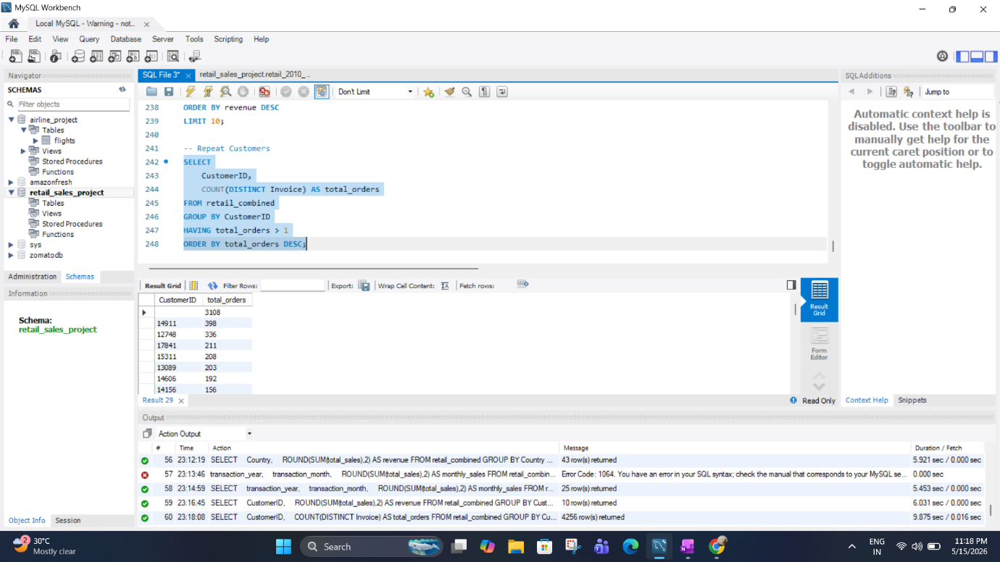 MySQL Workbench
Local MySQL - Warning - not...
File Edit View Query Database Server Tools Scripting Help
Navigator
SCHEMAS
Filter objects
airline_project
Tables
flights
Views
Stored Procedures
Functions
amazonfresh
retail_sales_project
Tables
Views
Stored Procedures
Functions
sys
zomatodb
Administration Schemas
Information
Schema:
retail_sales_project
Object Info Session
SQL File 3* retail_sales_project.retail_2010_...
Don't Limit
238 ORDER BY revenue DESC
239 LIMIT 10;
240
241 -- Repeat Customers
242 SELECT
243 CustomerID,
244 COUNT(DISTINCT Invoice) AS total_orders
245 FROM retail_combined
246 GROUP BY CustomerID
247 HAVING total_orders > 1
248 ORDER BY total_orders DESC;
Result Grid Filter Rows: Export: Wrap Cell Content: Fetch rows:
CustomerID total_orders
3108
14911 398
12748 336
17841 211
15311 208
13089 203
14606 192
14156 156
Result Grid
Form Editor
Result 29
Read Only
SQLAdditions
Jump to
Automatic context help is
disabled. Use the toolbar to
manually get help for the
current caret position or to
toggle automatic help.
Context Help Snippets
Output
Action Output
# Time Action Message Duration / Fetch
56 23:12:19 SELECT Country, ROUND(SUM(total_sales),2) AS revenue FROM retail_combined GROUP BY Country ... 43 row(s) returned 5.921 sec / 0.000 sec
57 23:13:46 transaction_year, transaction_month, ROUND(SUM(total_sales),2) AS monthly_sales FROM retail_combin... Error Code: 1064. You have an error in your SQL syntax; check the manual that corresponds to your MySQL se... 0.000 sec
58 23:14:59 SELECT transaction_year, transaction_month, ROUND(SUM(total_sales),2) AS monthly_sales FROM r... 25 row(s) returned 5.453 sec / 0.000 sec
59 23:16:45 SELECT CustomerID, ROUND(SUM(total_sales),2) AS revenue FROM retail_combined GROUP BY Cust... 10 row(s) returned 6.031 sec / 0.000 sec
60 23:18:08 SELECT CustomerID, COUNT(DISTINCT Invoice) AS total_orders FROM retail_combined GROUP BY Cu... 4256 row(s) returned 9.875 sec / 0.016 sec
2
30°C
Mostly clear
Search
ENG
IN
11:18 PM
5/15/2026